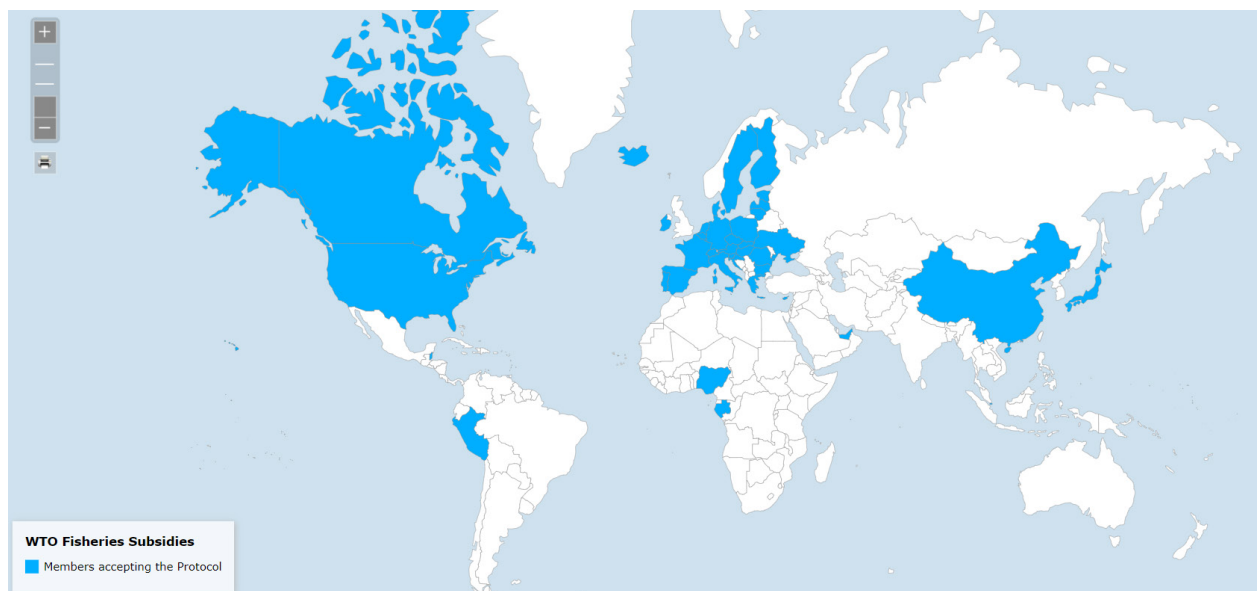 +
−
WTO Fisheries Subsidies
Members accepting the Protocol